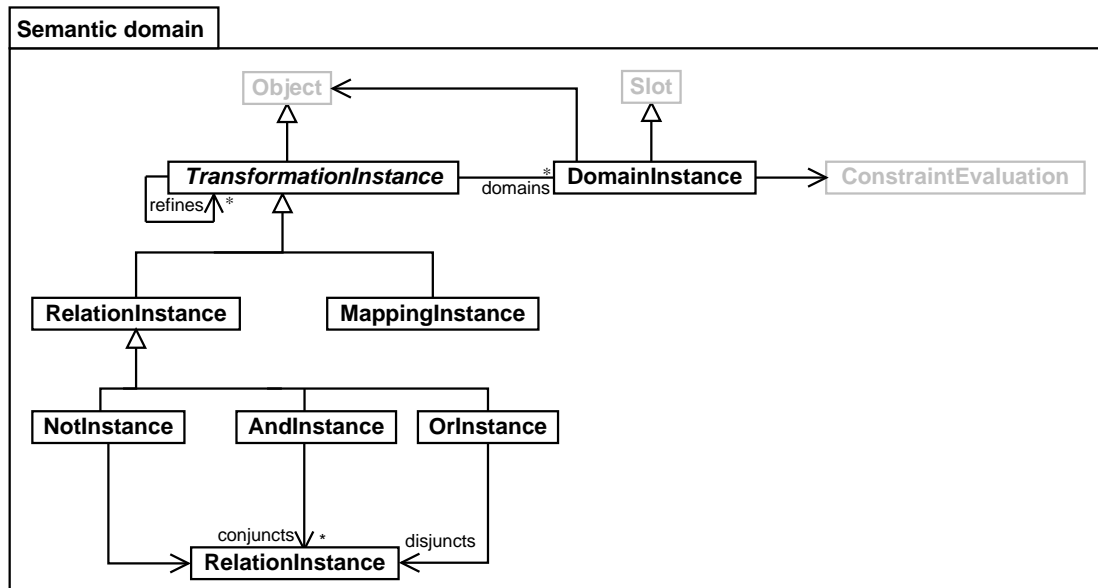 Semantic domain
Object
Slot
TransformationInstance
*
domains
DomainInstance
ConstraintEvaluation
refines
*
RelationInstance
MappingInstance
NotInstance
AndInstance
OrInstance
conjuncts
*
disjuncts
RelationInstance